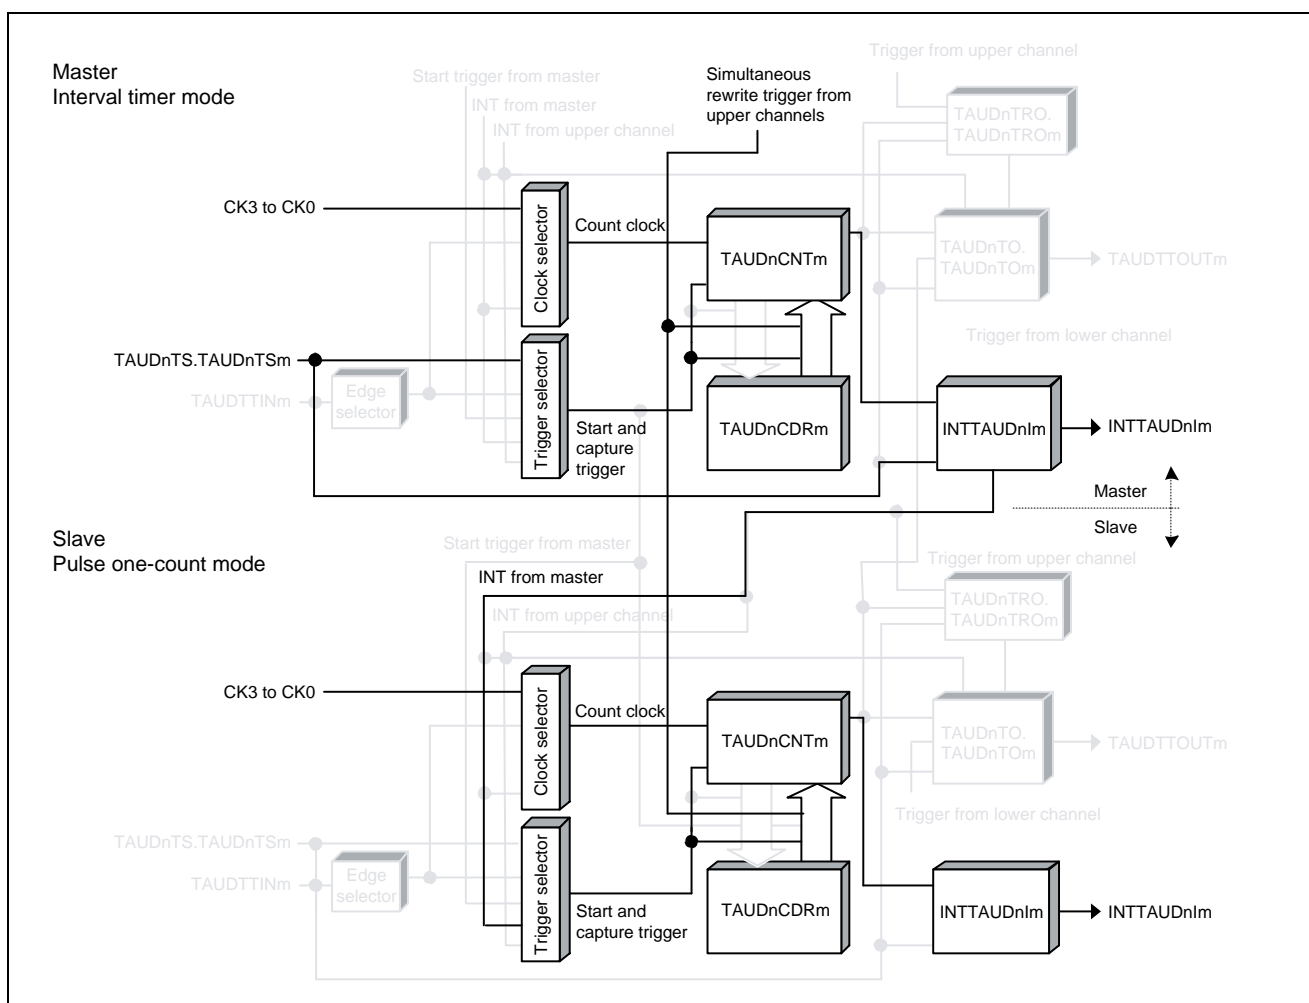 Master
Interval timer mode
Trigger from upper channel
Start trigger from master
INT from master
INT from upper channel
Simultaneous
rewrite trigger from
upper channels
TAUDnTRO.
TAUDnTROm
CK3 to CK0
Clock selector
Count clock
TAUDnCNTm
TAUDnTO.
TAUDnTOm
TAUDTTOUTm
Trigger from lower channel
TAUDnTS.TAUDnTSm
TAUDTTINm
Edge
selector
Trigger selector
Start and
capture
trigger
TAUDnCDRm
INTTAUDnIm
INTTAUDnIm
Master
Slave
Slave
Pulse one-count mode
Start trigger from master
INT from master
INT from upper channel
Trigger from upper channel
TAUDnTRO.
TAUDnTROm
CK3 to CK0
Clock selector
Count clock
TAUDnCNTm
TAUDnTO.
TAUDnTOm
TAUDTTOUTm
Trigger from lower channel
TAUDnTS.TAUDnTSm
TAUDTTINm
Edge
selector
Trigger selector
Start and
capture trigger
TAUDnCDRm
INTTAUDnIm
INTTAUDnIm